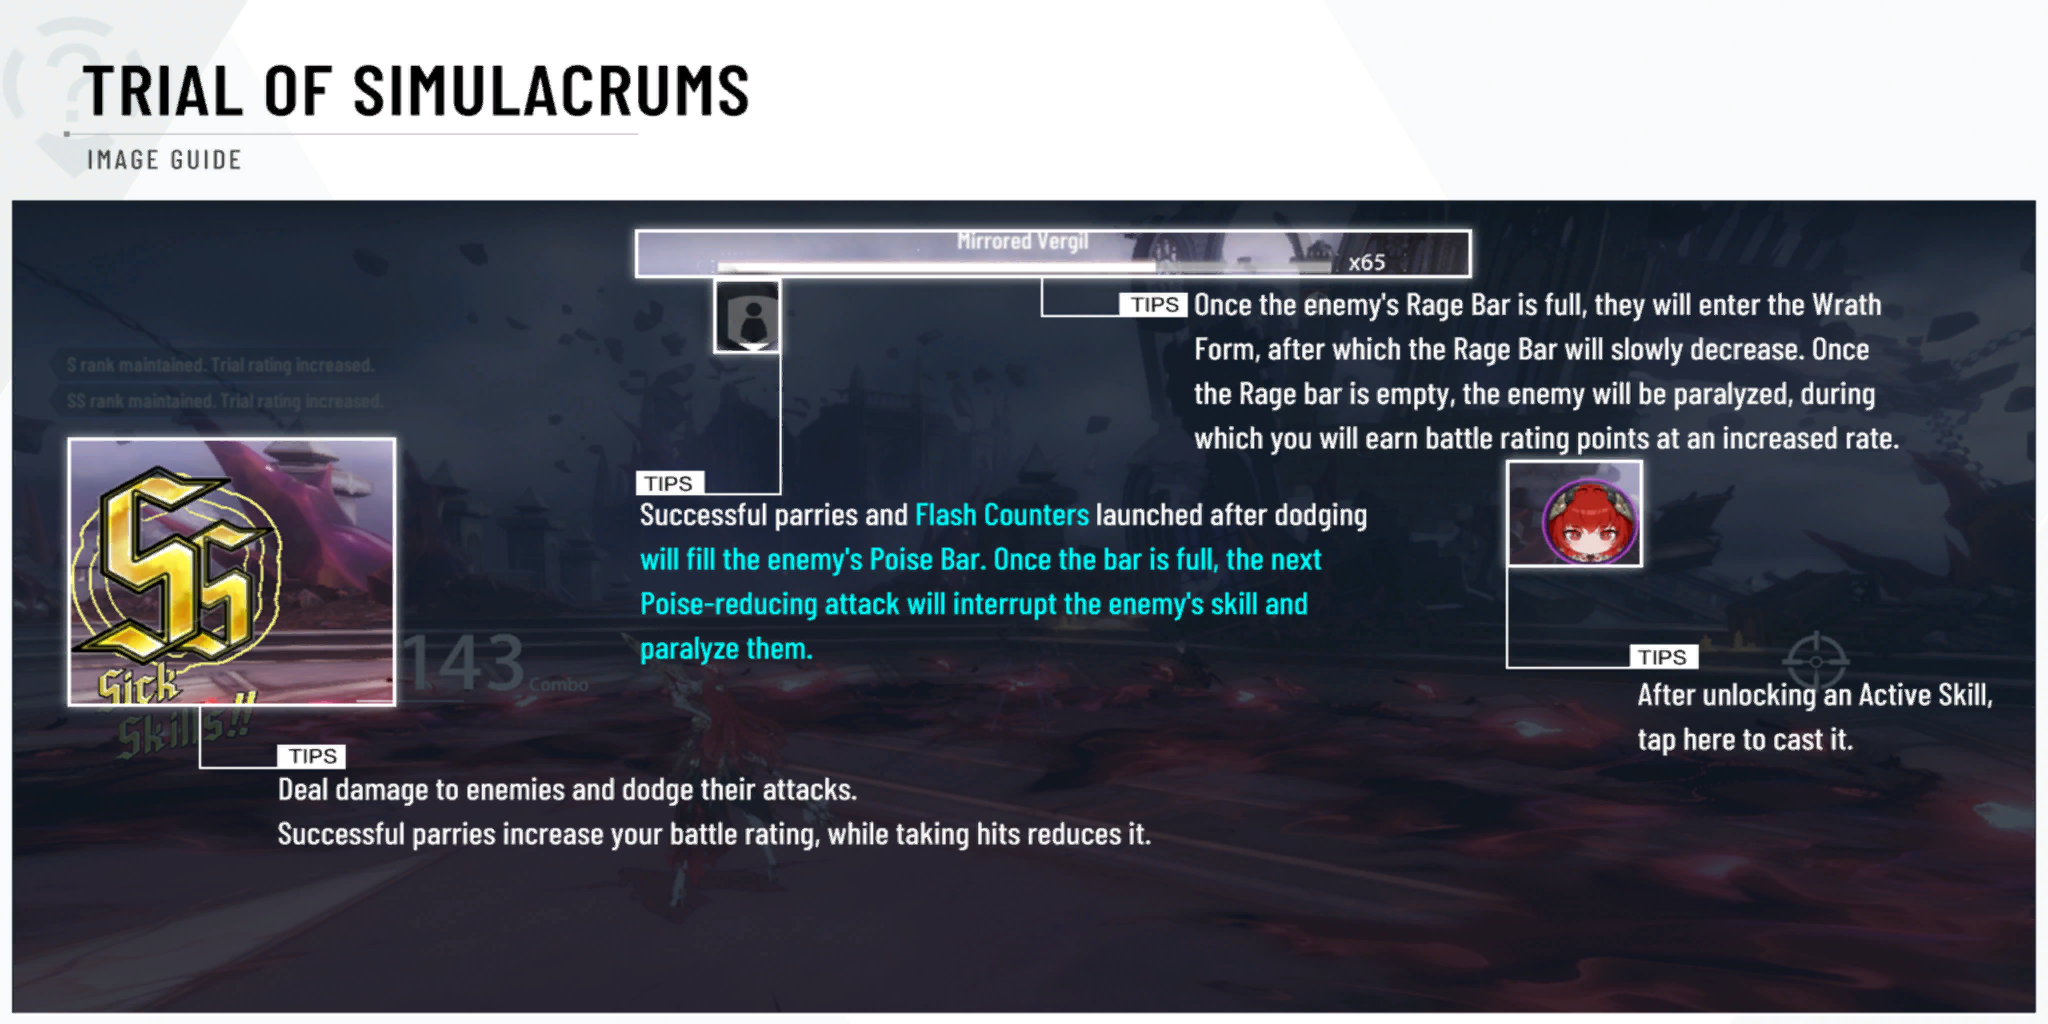 TRIAL OF SIMULACRUMS
IMAGE GUIDE
Mirrored Vergil
x65
TIPS
Once the enemy's Rage Bar is full, they will enter the Wrath
Form, after which the Rage Bar will slowly decrease. Once
the Rage bar is empty, the enemy will be paralyzed, during
which you will earn battle rating points at an increased rate.
S rank maintained. Trial rating increased.
SS rank maintained. Trial rating increased.
SS
Sick
Skills!!
143
Combo
TIPS
Successful parries and Flash Counters launched after dodging
will fill the enemy's Poise Bar. Once the bar is full, the next
Poise-reducing attack will interrupt the enemy's skill and
paralyze them.
TIPS
After unlocking an Active Skill,
tap here to cast it.
TIPS
Deal damage to enemies and dodge their attacks.
Successful parries increase your battle rating, while taking hits reduces it.